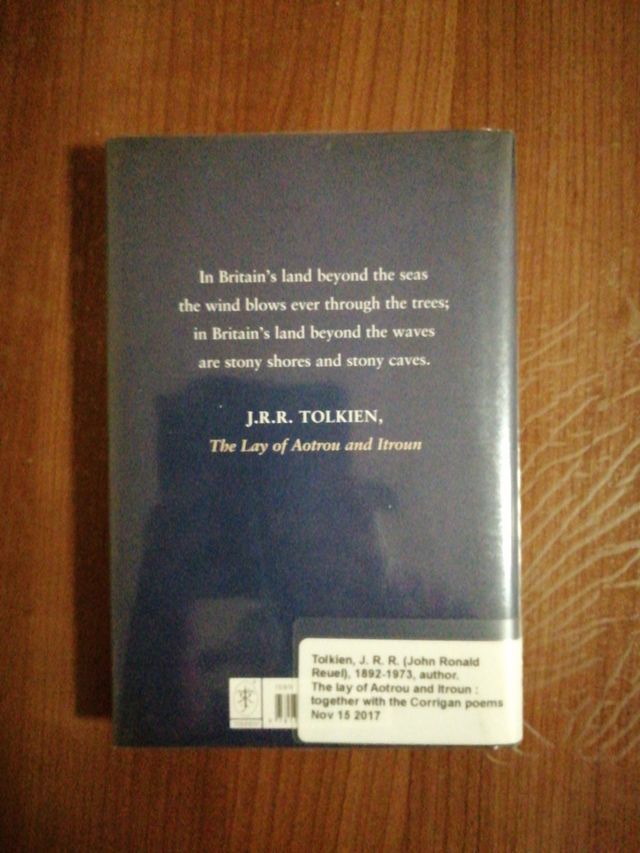 In Britain's land beyond the seas
the wind blows ever through the trees;
in Britain's land beyond the waves
are stony shores and stony caves.
J.R.R. TOLKIEN,
The Lay of Aotrou and Itroun
Tolkien, J. R. R. (John Ronald
Reuel), 1892-1973, author.
The lay of Aotrou and Itroun :
together with the Corrigan poems
Nov 15 2017
ISBN